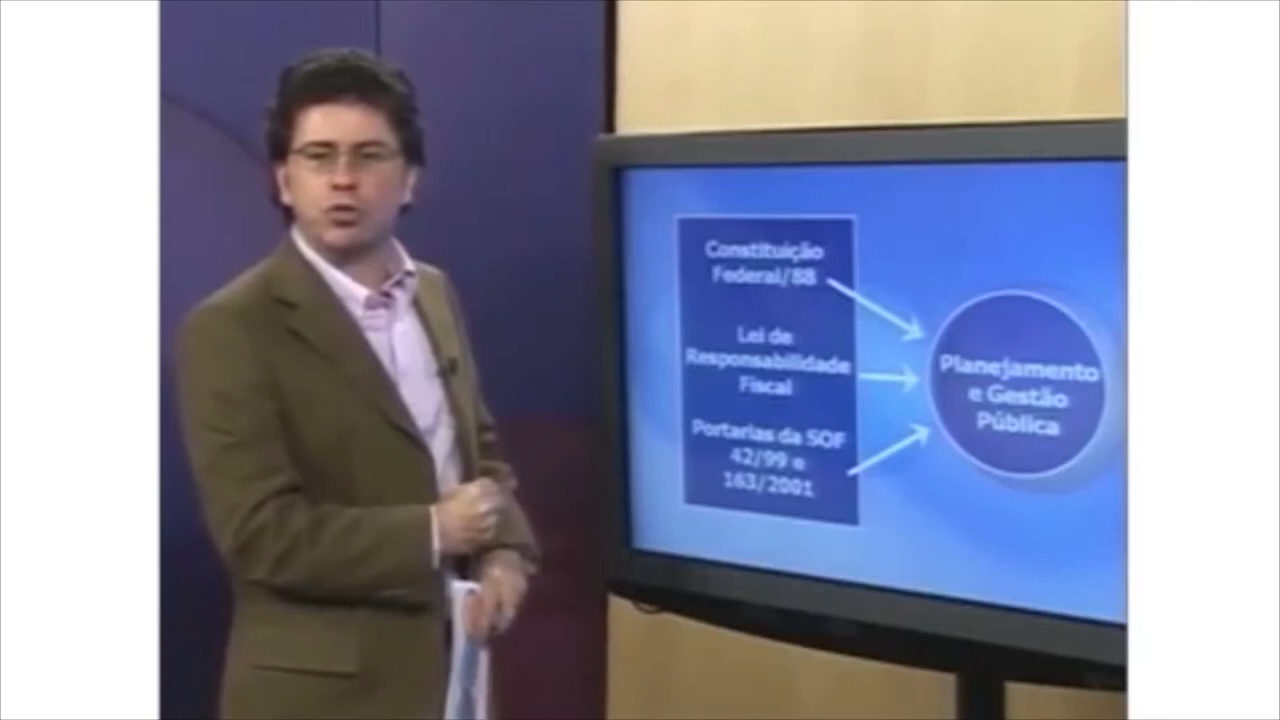 Constituição
Federal/88
Lei de
Responsabilidade
Fiscal
Portarias da SOF
42/99 e
163/2001
Planejamento
e Gestão
Pública